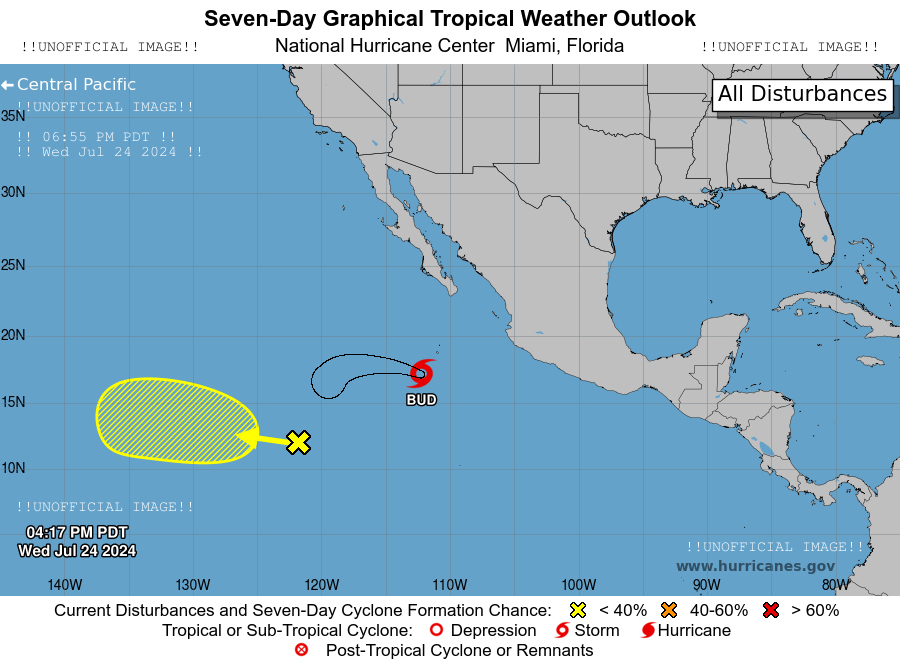 Seven-Day Graphical Tropical Weather Outlook
!!UNOFFICIAL IMAGE!! National Hurricane Center Miami, Florida !!UNOFFICIAL IMAGE!!
Central Pacific
All Disturbances
!!UNOFFICIAL IMAGE!!
35N
!! 06:55 PM PDT !!
!! Wed Jul 24 2024 !!
30N
25N
20N
BUD
15N
10N
!!UNOFFICIAL IMAGE!!
04:17 PM PDT
Wed Jul 24 2024
!!UNOFFICIAL IMAGE!!
www.hurricanes.gov
140W 130W 120W 110W 100W 90W 80W
Current Disturbances and Seven-Day Cyclone Formation Chance: < 40% 40-60% > 60%
Tropical or Sub-Tropical Cyclone: Depression Storm Hurricane
Post-Tropical Cyclone or Remnants